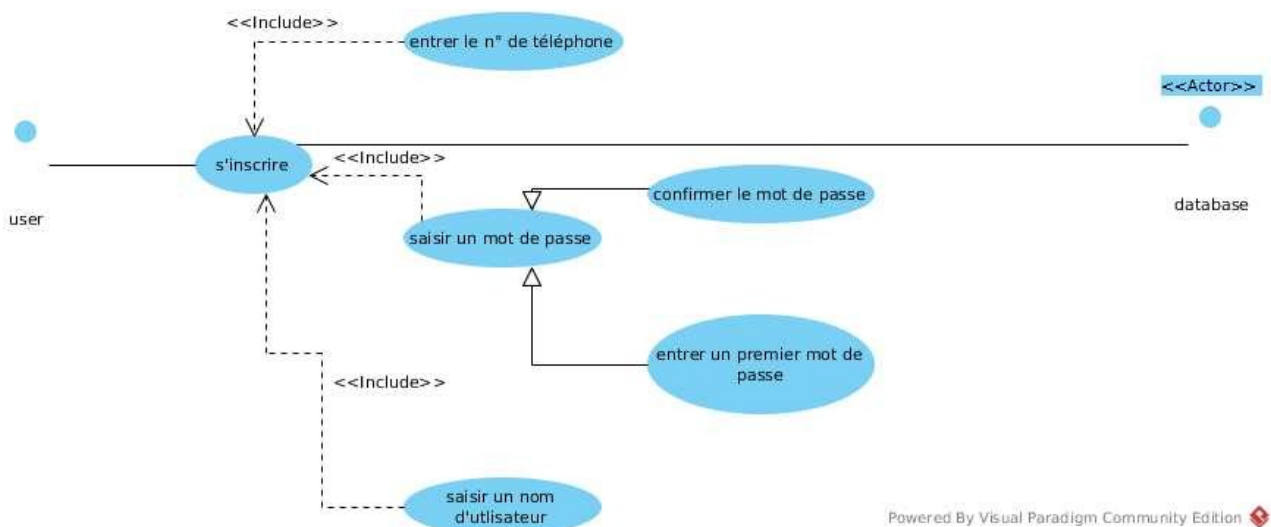 <<Include>>
entrer le n° de téléphone
<<Actor>>
s'inscrire
<<Include>>
confirmer le mot de passe
user
database
saisir un mot de passe
entrer un premier mot de
passe
<<Include>>
saisir un nom
d'utlisateur
Powered By Visual Paradigm Community Edition